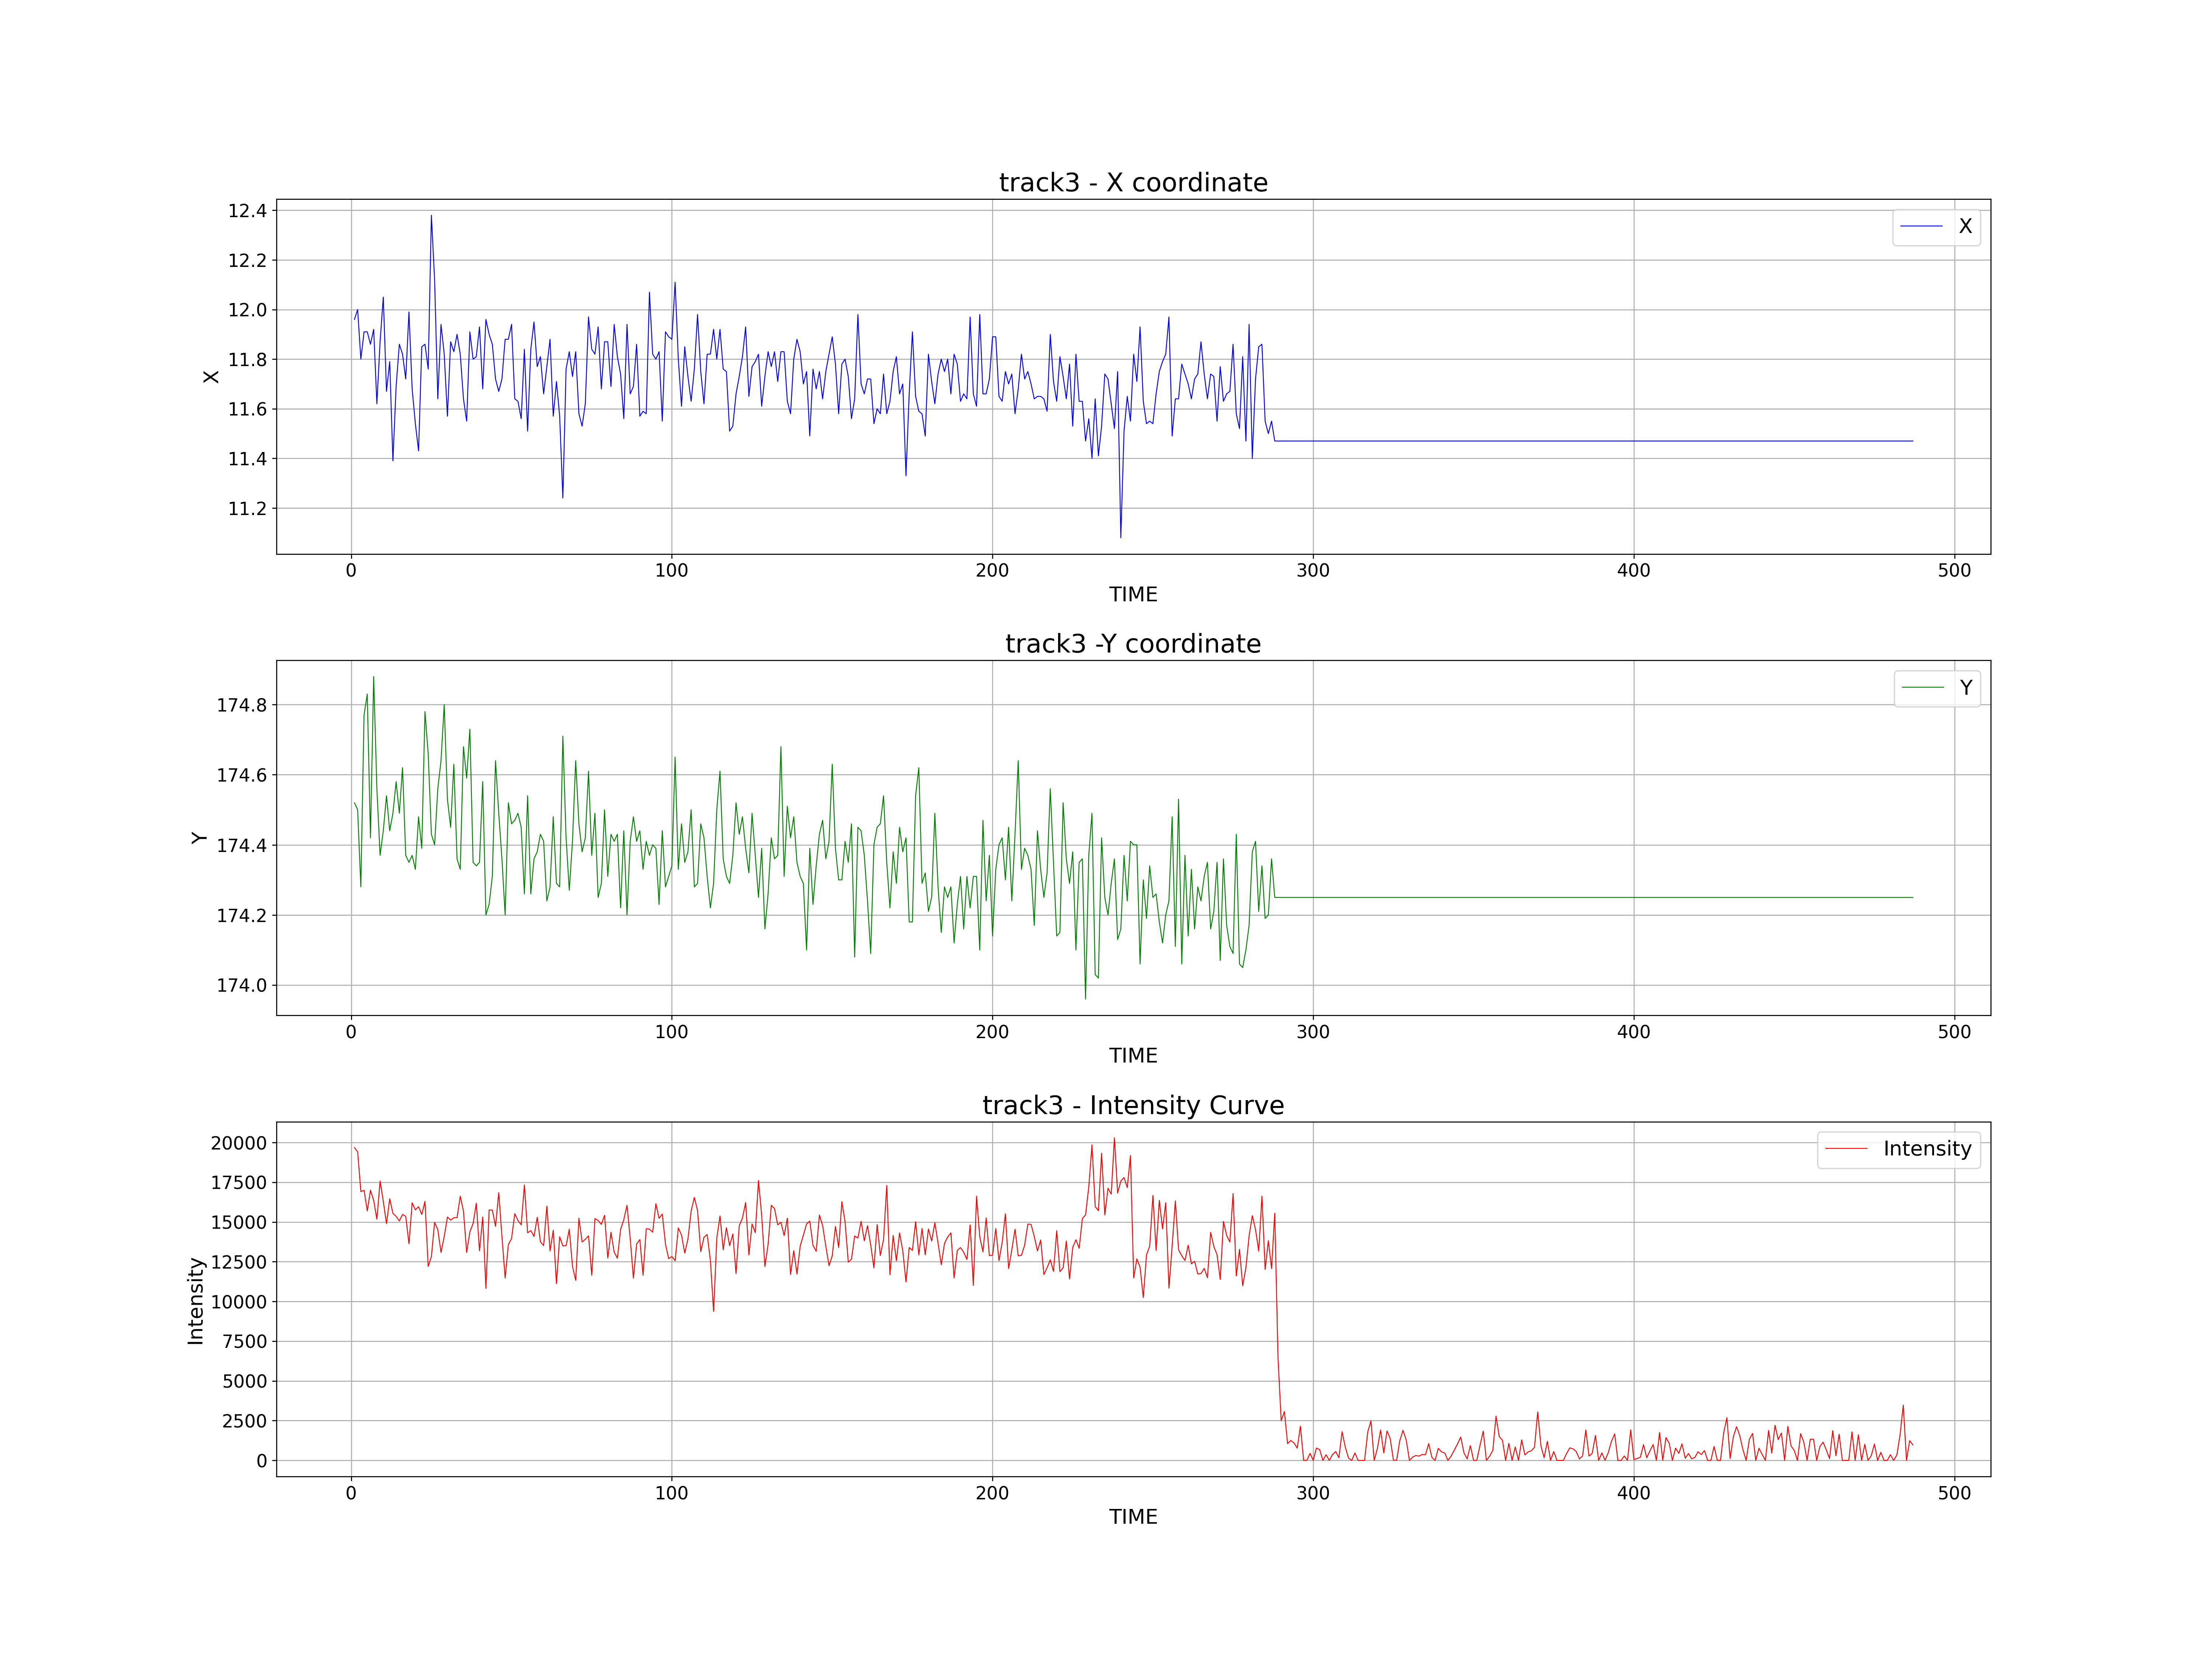 track3 - X coordinate
12.4
12.2
12.0
11.8
11.6
11.4
11.2
X
X
0 100 200 300 400 500
TIME
track3 -Y coordinate
174.8
174.6
174.4
174.2
174.0
Y
Y
0 100 200 300 400 500
TIME
track3 - Intensity Curve
20000
17500
15000
12500
10000
7500
5000
2500
0
Intensity
Intensity
0 100 200 300 400 500
TIME